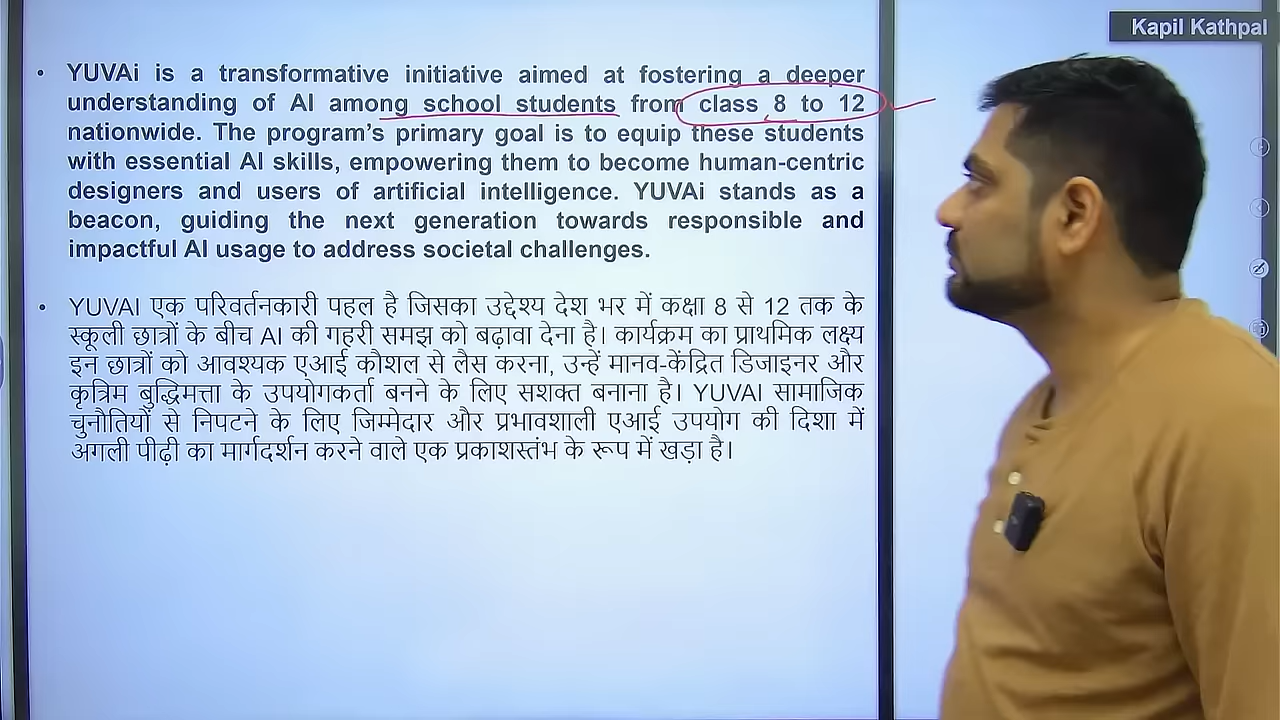 Kapil Kathpal
• YUVAi is a transformative initiative aimed at fostering a deeper
understanding of AI among school students from class 8 to 12
nationwide. The program's primary goal is to equip these students
with essential AI skills, empowering them to become human-centric
designers and users of artificial intelligence. YUVAi stands as a
beacon, guiding the next generation towards responsible and
impactful AI usage to address societal challenges.
• YUVAI एक परिवर्तनकारी पहल है जिसका उद्देश्य देश भर में कक्षा 8 से 12 तक के
स्कूली छात्रों के बीच AI की गहरी समझ को बढ़ावा देना है। कार्यक्रम का प्राथमिक लक्ष्य
इन छात्रों को आवश्यक एआई कौशल से लैस करना, उन्हें मानव-केंद्रित डिजाइनर और
कृत्रिम बुद्धिमत्ता के उपयोगकर्ता बनने के लिए सशक्त बनाना है। YUVAI सामाजिक
चुनौतियों से निपटने के लिए जिम्मेदार और प्रभावशाली एआई उपयोग की दिशा में
अगली पीढ़ी का मार्गदर्शन करने वाले एक प्रकाशस्तंभ के रूप में खड़ा है।